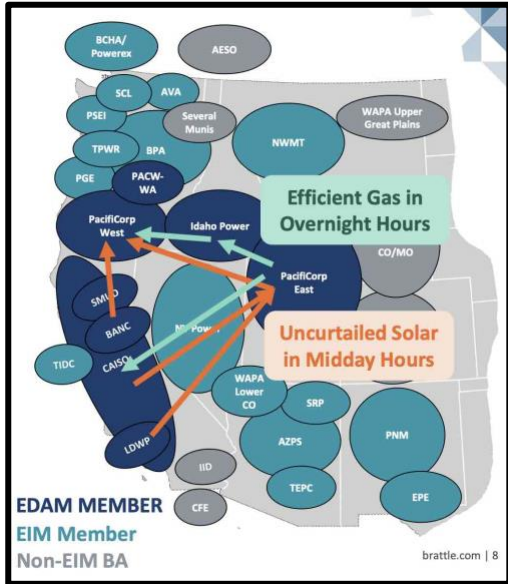 BCHA/
Powerex
AESO
SCL
AVA
PSEI
Several
Munis
WAPA Upper
Great Plains
TPWR
BPA
NWMT
PGE
PACW-
WA
Efficient Gas in
Overnight Hours
PacifiCorp
West
Idaho Power
CO/MO
PacifiCorp
East
SMUD
BANC
Power
Uncurtailed Solar
in Midday Hours
TIDC
CAISO
WAPA
Lower
CO
SRP
LDWP
AZPS
PNM
IID
TEPC
EPE
CFE
EDAM MEMBER
EIM Member
Non-EIM BA
brattle.com | 8